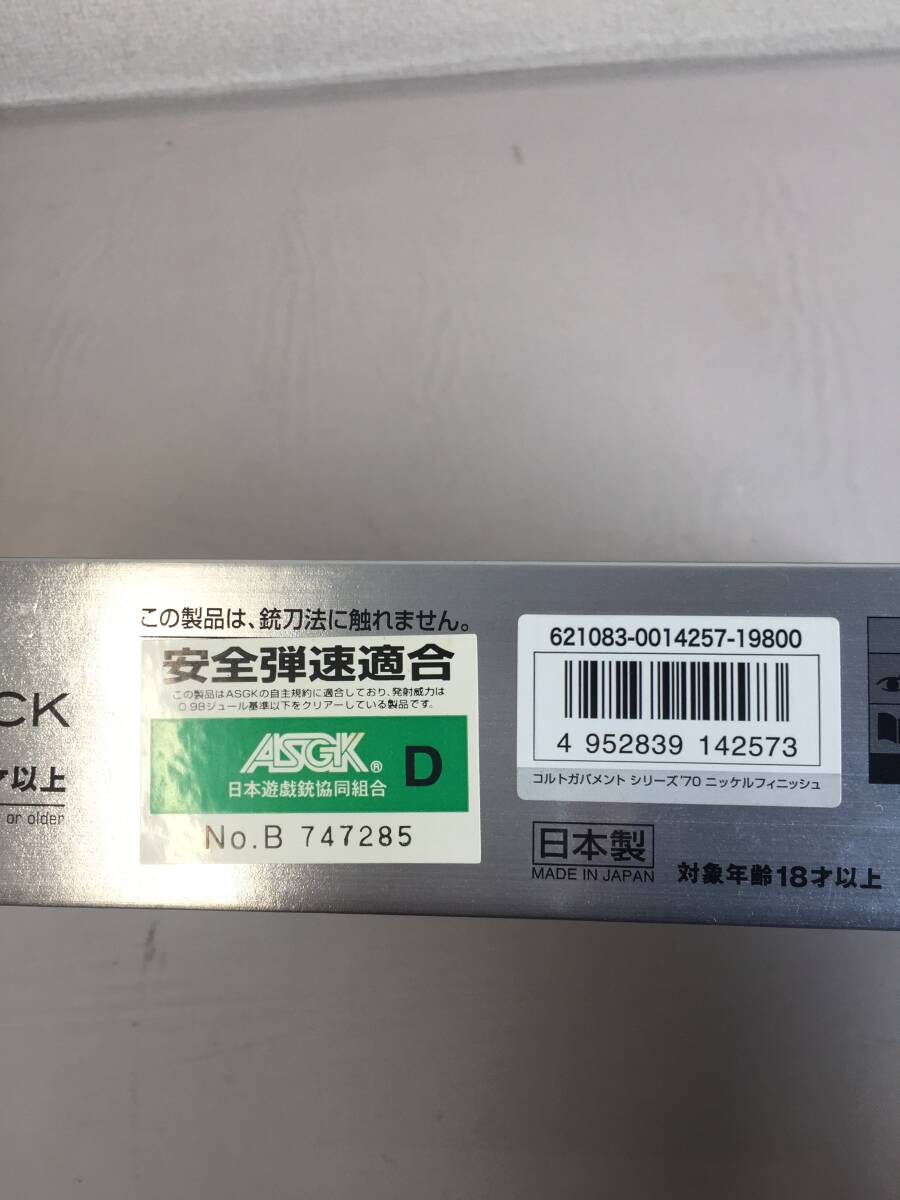 この製品は、銃刀法に触れません。
安全弾速適合
この製品はASGKの自主規約に適合しており、発射威力は
0.98ジュール基準以下をクリアーしている製品です。
ASGK® D
日本遊戯銃協同組合
No.B 747285
CK
才以上
or older
621083-0014257-19800
4 952839 142573
コルトガバメント シリーズ'70 ニッケルフィニッシュ
日本製
MADE IN JAPAN
対象年齢18才以上